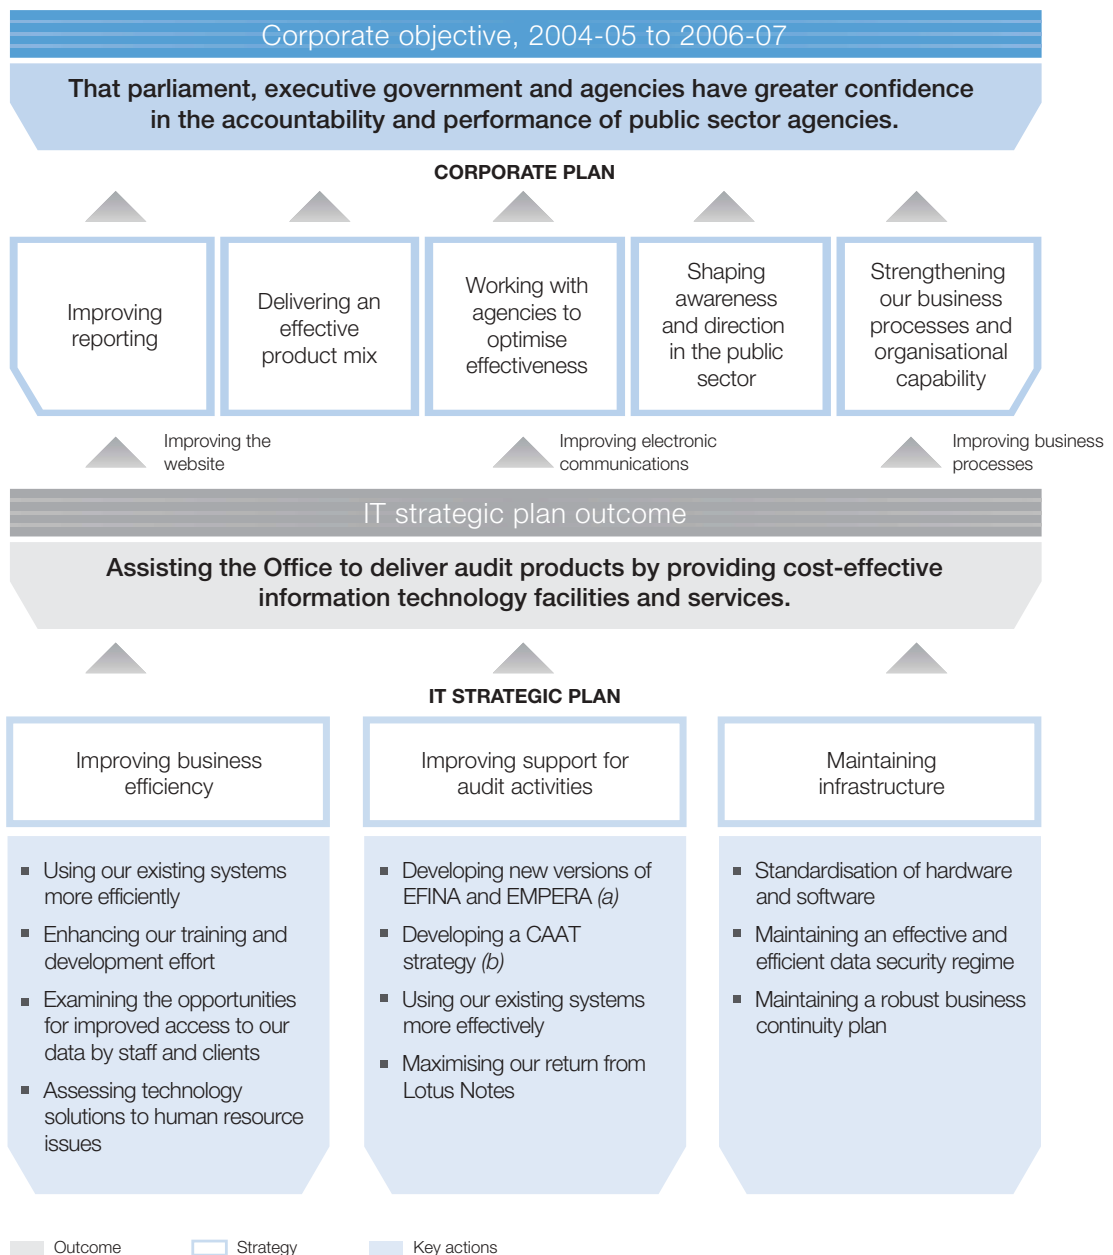 Corporate objective, 2004-05 to 2006-07
That parliament, executive government and agencies have greater confidence
in the accountability and performance of public sector agencies.
CORPORATE PLAN
Improving
reporting
Delivering an
effective
product mix
Working with
agencies to
optimise
effectiveness
Shaping
awareness
and direction
in the public
sector
Strengthening
our business
processes and
organisational
capability
Improving the
website
Improving electronic
communications
Improving business
processes
IT strategic plan outcome
Assisting the Office to deliver audit products by providing cost-effective
information technology facilities and services.
IT STRATEGIC PLAN
Improving business
efficiency
Improving support for
audit activities
Maintaining
infrastructure
Using our existing systems
more efficiently
Enhancing our training and
development effort
Examining the opportunities
for improved access to our
data by staff and clients
Assessing technology
solutions to human resource
issues
Developing new versions of
EFINA and EMPERA (a)
Developing a CAAT
strategy (b)
Using our existing systems
more effectively
Maximising our return from
Lotus Notes
Standardisation of hardware
and software
Maintaining an effective and
efficient data security regime
Maintaining a robust business
continuity plan
Outcome
Strategy
Key actions